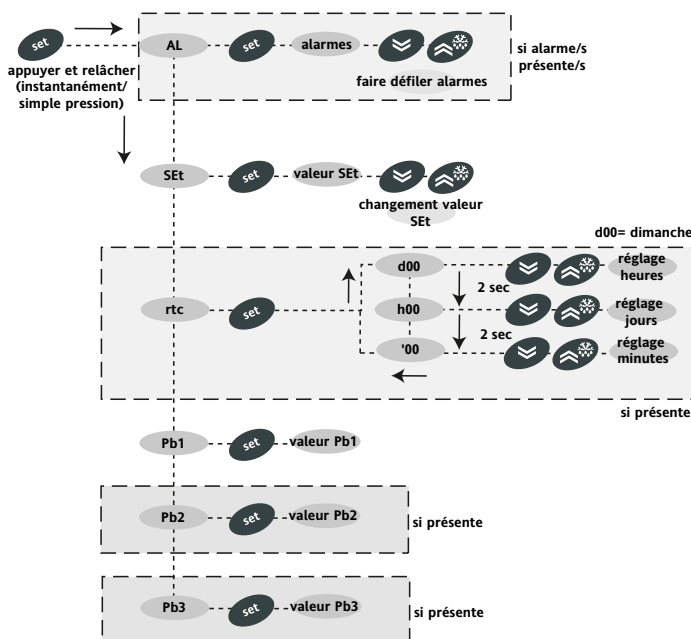 set
AL
set
alarmes
si alarme/s
présente/s
appuyer et relâcher
(instantanément/
simple pression)
faire défiler alarmes
SEt
set
valeur SEt
changement valeur
SEt
d00= dimanche
d00
réglage
heures
2 sec
rtc
set
h00
réglage
jours
2 sec
'00
réglage
minutes
si présente
Pb1
set
valeur Pb1
Pb2
set
valeur Pb2
si présente
Pb3
set
valeur Pb3
si présente